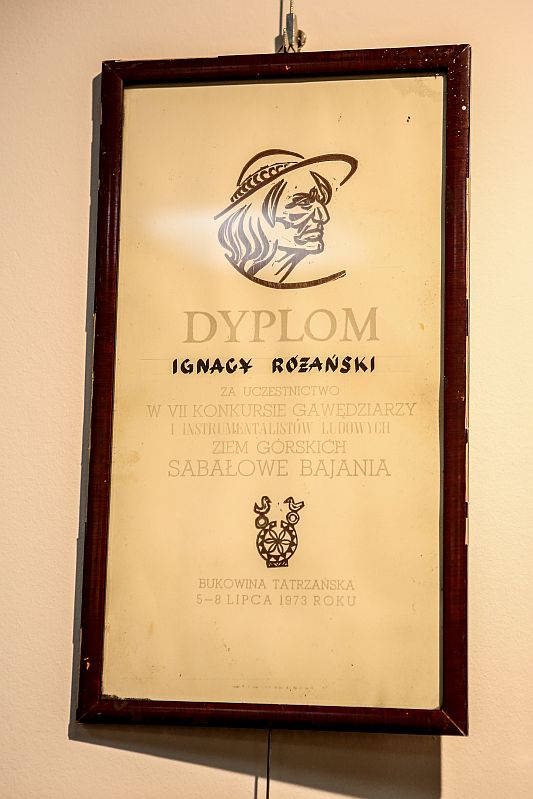 DYPLOM
IGNACY RÓŻAŃSKI
ZA UCZESTNICTWO
W VII KONKURSIE GAWĘDZIARZY
I INSTRUMENTALISTÓW LUDOWYCH
ZIEM GÓRSKICH
SABAŁOWE BAJANIA
BUKOWINA TATRZAŃSKA
5-8 LIPCA 1973 ROKU